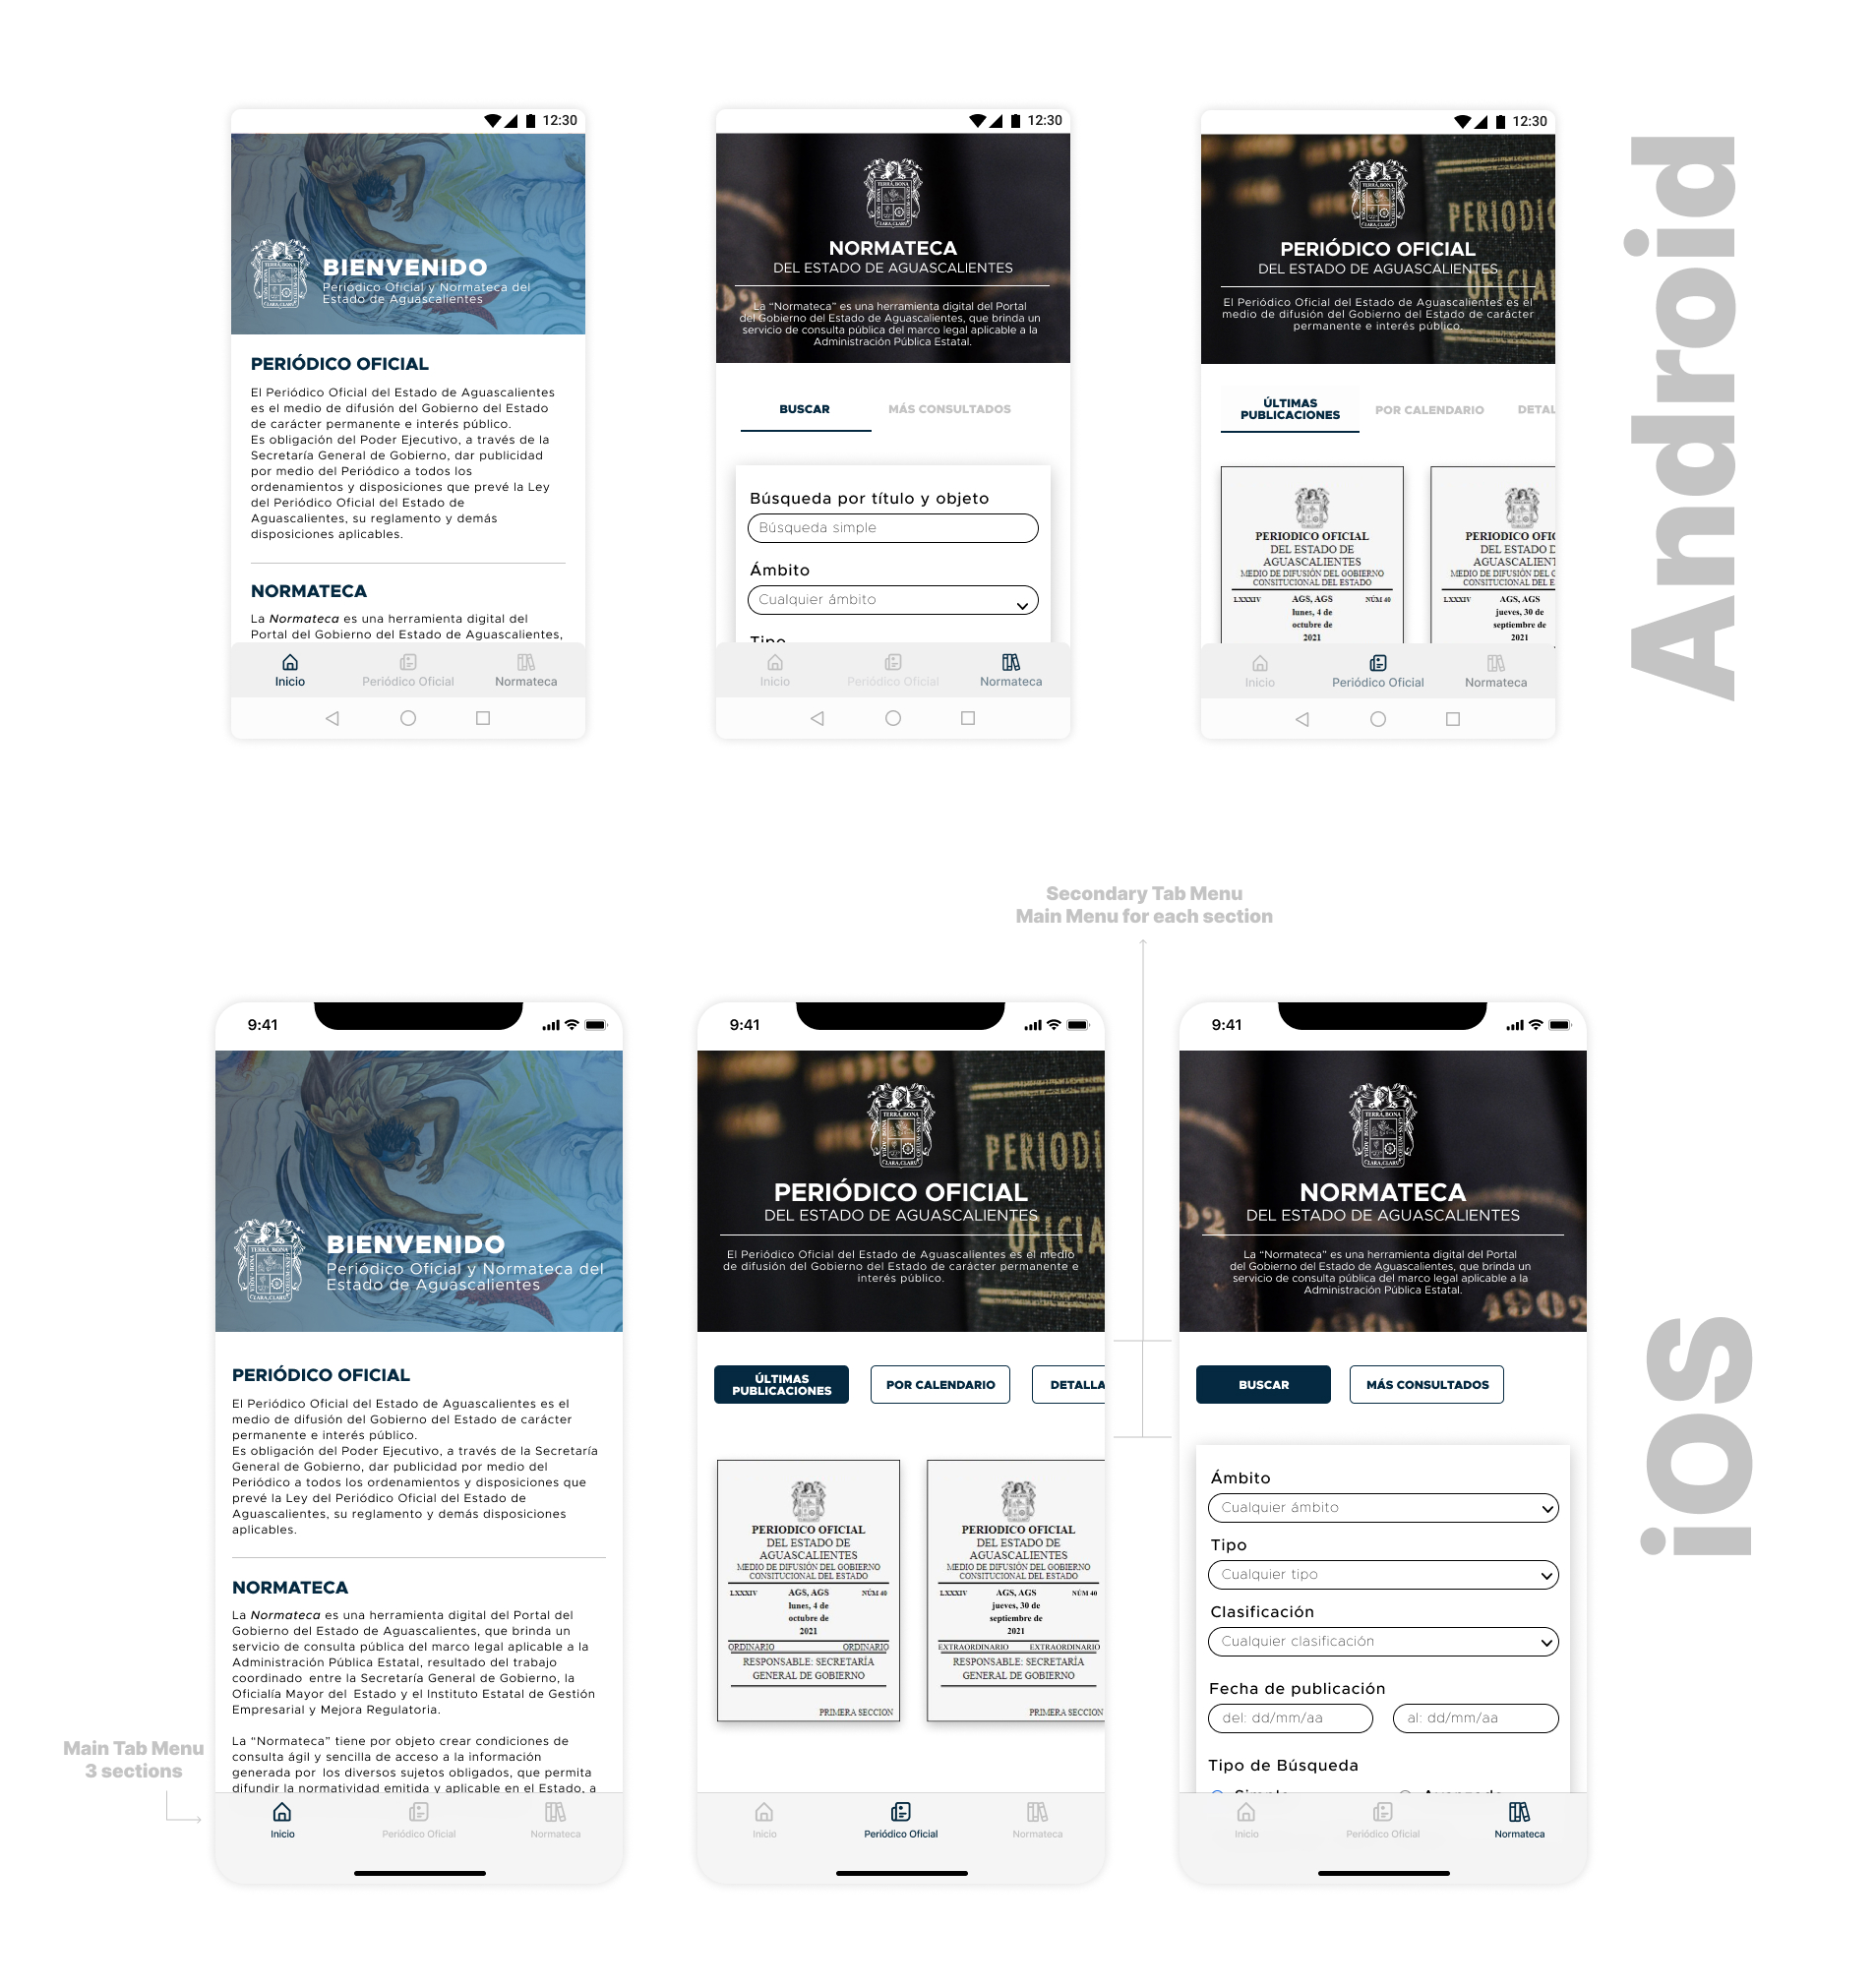 12:30
BIENVENIDO
Periódico Oficial y Normateca del
Estado de Aguascalientes
PERIÓDICO OFICIAL
El Periódico Oficial del Estado de Aguascalientes
es el medio de difusión del Gobierno del Estado
de carácter permanente e interés público.
Es obligación del Poder Ejecutivo, a través de la
Secretaría General de Gobierno, dar publicidad
por medio del Periódico a todos los
ordenamientos y disposiciones que prevé la Ley
del Periódico Oficial del Estado de
Aguascalientes, su reglamento y demás
disposiciones aplicables.
NORMATECA
La Normateca es una herramienta digital del
Portal del Gobierno del Estado de Aguascalientes,
Inicio
Periódico Oficial
Normateca
12:30
TERRA, BONA
CLARA, CLARU
NORMATECA
DEL ESTADO DE AGUASCALIENTES
La “Normateca” es una herramienta digital del Portal
del Gobierno del Estado de Aguascalientes, que brinda un
servicio de consulta pública del marco legal aplicable a la
Administración Pública Estatal.
BUSCAR
MÁS CONSULTADOS
Búsqueda por título y objeto
Búsqueda simple
Ámbito
Cualquier ámbito
Tipo
Inicio
Periódico Oficial
Normateca
12:30
PERIODIC
OFICIAL
PERIÓDICO OFICIAL
DEL ESTADO DE AGUASCALIENTES
El Periódico Oficial del Estado de Aguascalientes es el
medio de difusión del Gobierno del Estado de carácter
permanente e interés público.
ÚLTIMAS
PUBLICACIONES
POR CALENDARIO
DETAL
PERIODICO OFICIAL
DEL ESTADO DE
AGUASCALIENTES
MEDIO DE DIFUSIÓN DEL GOBIERNO
CONSITUCIONAL DEL ESTADO
LXXXIV AGS, AGS NÚM 40
lunes, 4 de
octubre de
2021
PERIODICO OFIC
DEL ESTADO D
AGUASCALIENT
MEDIO DE DIFUSIÓN DEL G
CONSITUCIONAL DEL E
LXXXIV AGS, AGS
jueves, 30 de
septiembre de
2021
Inicio
Periódico Oficial
Normateca
Android
Secondary Tab Menu
Main Menu for each section
9:41
TERRA, BONA
CLARA, CLARU
BIENVENIDO
Periódico Oficial y Normateca del
Estado de Aguascalientes
PERIÓDICO OFICIAL
El Periódico Oficial del Estado de Aguascalientes es el
medio de difusión del Gobierno del Estado de carácter
permanente e interés público.
Es obligación del Poder Ejecutivo, a través de la Secretaría
General de Gobierno, dar publicidad por medio del
Periódico a todos los ordenamientos y disposiciones que
prevé la Ley del Periódico Oficial del Estado de
Aguascalientes, su reglamento y demás disposiciones
aplicables.
NORMATECA
La Normateca es una herramienta digital del Portal del
Gobierno del Estado de Aguascalientes, que brinda un
servicio de consulta pública del marco legal aplicable a la
Administración Pública Estatal, resultado del trabajo
coordinado entre la Secretaría General de Gobierno, la
Oficialía Mayor del Estado y el Instituto Estatal de Gestión
Empresarial y Mejora Regulatoria.
La “Normateca” tiene por objeto crear condiciones de
consulta ágil y sencilla de acceso a la información
generada por los diversos sujetos obligados, que permita
difundir la normatividad emitida y aplicable en el Estado, a
Inicio
Periódico Oficial
Normateca
Main Tab Menu
3 sections
9:41
TERRA, BONA
CLARA, CLARU
PERIODI
OFICIA
PERIÓDICO OFICIAL
DEL ESTADO DE AGUASCALIENTES
El Periódico Oficial del Estado de Aguascalientes es el medio
de difusión del Gobierno del Estado de carácter permanente e
interés público.
ÚLTIMAS
PUBLICACIONES
POR CALENDARIO
DETALLA
PERIODICO OFICIAL
DEL ESTADO DE
AGUASCALIENTES
MEDIO DE DIFUSIÓN DEL GOBIERNO
CONSITUCIONAL DEL ESTADO
LXXXIV AGS, AGS NÚM 40
lunes, 4 de
octubre de
2021
ORDINARIO ORDINARIO
RESPONSABLE: SECRETARÍA
GENERAL DE GOBIERNO
PRIMERA SECCION
PERIODICO OFICIAL
DEL ESTADO DE
AGUASCALIENTES
MEDIO DE DIFUSIÓN DEL GOBIERNO
CONSITUCIONAL DEL ESTADO
LXXXIV AGS, AGS NÚM 40
jueves, 30 de
septiembre de
2021
EXTRAORDINARIO EXTRAORDINARIO
RESPONSABLE: SECRETARÍA
GENERAL DE GOBIERNO
PRIMERA SECCION
Inicio
Periódico Oficial
Normateca
9:41
TERRA, BONA
CLARA, CLARU
NORMATECA
DEL ESTADO DE AGUASCALIENTES
La “Normateca” es una herramienta digital del Portal
del Gobierno del Estado de Aguascalientes, que brinda un
servicio de consulta pública del marco legal aplicable a la
Administración Pública Estatal.
1902
BUSCAR
MÁS CONSULTADOS
Ámbito
Cualquier ámbito
Tipo
Cualquier tipo
Clasificación
Cualquier clasificación
Fecha de publicación
del: dd/mm/aa
al: dd/mm/aa
Tipo de Búsqueda
Simple
Avanzada
Inicio
Periódico Oficial
Normateca
ios